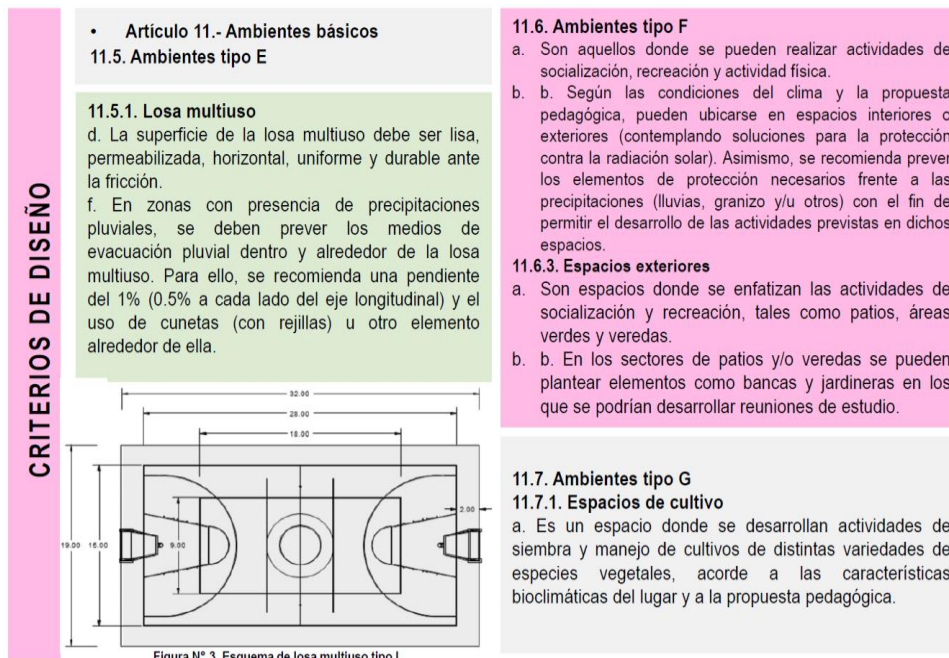 CRITERIOS DE DISEÑO
• Artículo 11.- Ambientes básicos
11.5. Ambientes tipo E
11.5.1. Losa multiuso
d. La superficie de la losa multiuso debe ser lisa,
permeabilizada, horizontal, uniforme y durable ante
la fricción.
f. En zonas con presencia de precipitaciones
pluviales, se deben prever los medios de
evacuación pluvial dentro y alrededor de la losa
multiuso. Para ello, se recomienda una pendiente
del 1% (0.5% a cada lado del eje longitudinal) y el
uso de cunetas (con rejillas) u otro elemento
alrededor de ella.
32.00
28.00
18.00
2.00
19.00 15.00 9.00
Figura N° 3. Esquema de losa multiuso tipo I
11.6. Ambientes tipo F
a. Son aquellos donde se pueden realizar actividades de
socialización, recreación y actividad física.
b. b. Según las condiciones del clima y la propuesta
pedagógica, pueden ubicarse en espacios interiores o
exteriores (contemplando soluciones para la protección
contra la radiación solar). Asimismo, se recomienda prever
los elementos de protección necesarios frente a las
precipitaciones (lluvias, granizo y/u otros) con el fin de
permitir el desarrollo de las actividades previstas en dichos
espacios.
11.6.3. Espacios exteriores
a. Son espacios donde se enfatizan las actividades de
socialización y recreación, tales como patios, áreas
verdes y veredas.
b. b. En los sectores de patios y/o veredas se pueden
plantear elementos como bancas y jardineras en los
que se podrían desarrollar reuniones de estudio.
11.7. Ambientes tipo G
11.7.1. Espacios de cultivo
a. Es un espacio donde se desarrollan actividades de
siembra y manejo de cultivos de distintas variedades de
especies vegetales, acorde a las características
bioclimáticas del lugar y a la propuesta pedagógica.